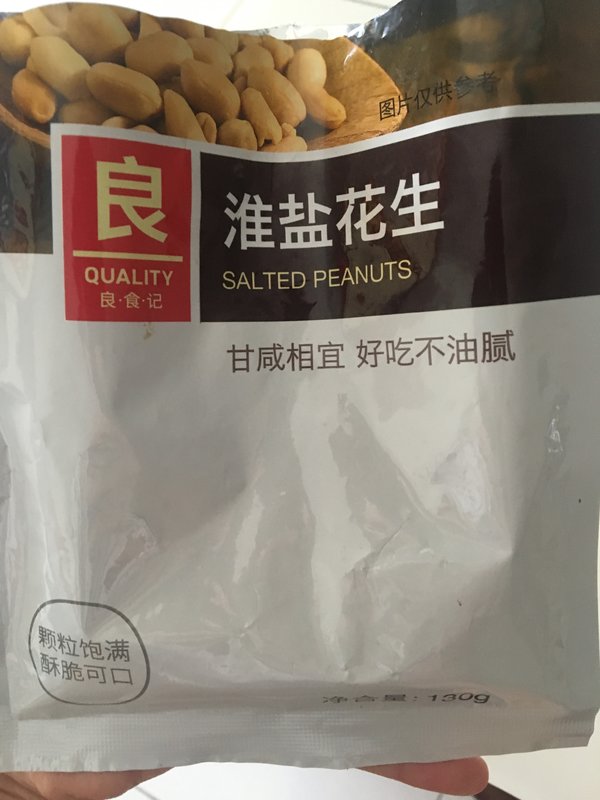 图片仅供参考
良
QUALITY
良·食·记
淮盐花生
SALTED PEANUTS
甘咸相宜 好吃不油腻
颗粒饱满
酥脆可口
净含量:130g